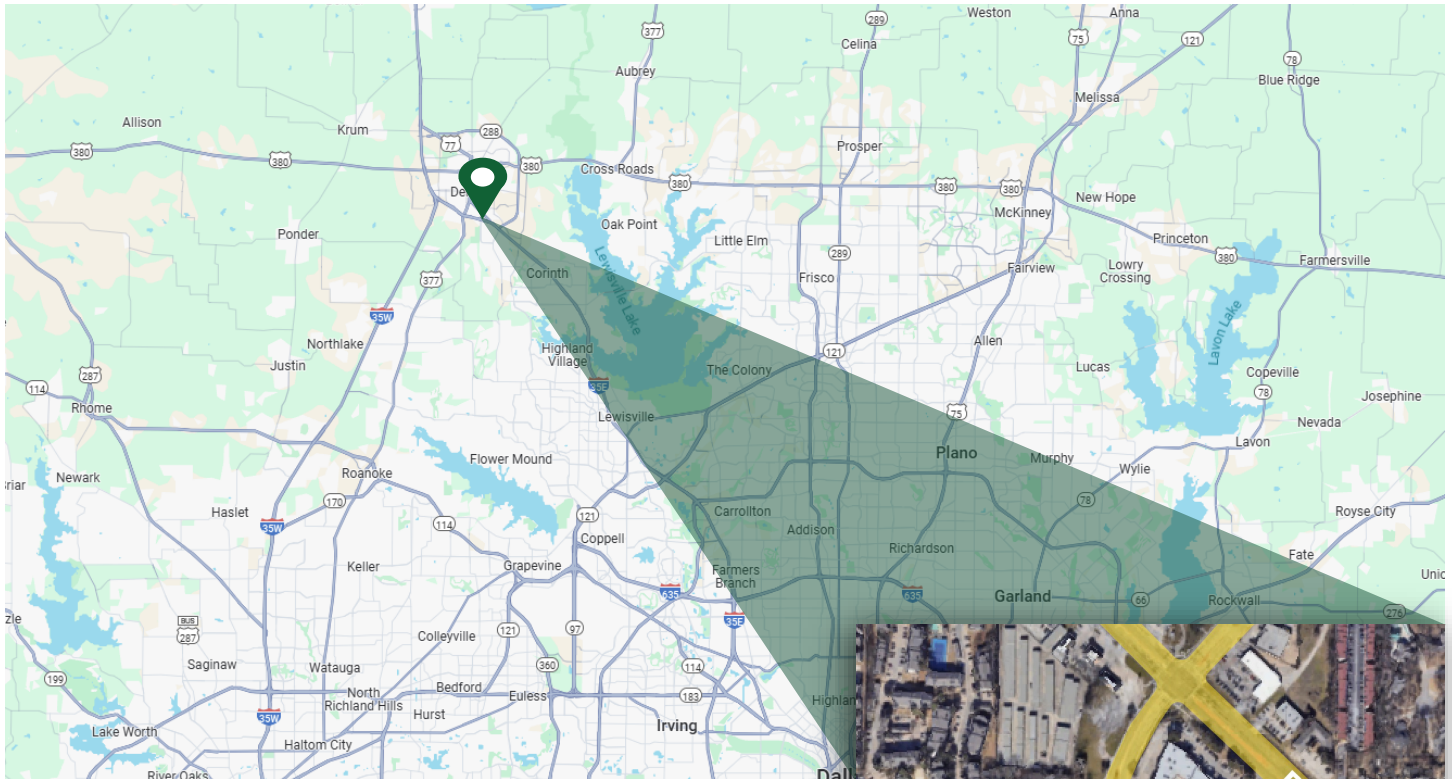 289
Weston
Anna
377
Celina
75
121
Aubrey
78
Blue Ridge
Melissa
Allison
Krum
288
77
Prosper
380
380
380
Cross Roads
380
De
380
380
New Hope
McKinney
Ponder
Oak Point
Little Elm
Princeton
289
380
Farmersville
Corinth
377
Frisco
Fairview
Lowry
Crossing
Lewisville Lake
Lavon Lake
35W
Northlake
Highland
Village
121
Allen
Justin
The Colony
Lucas
Copeville
287
114
35E
78
Josephine
Rhome
Lewisville
75
Nevada
Lavon
Flower Mound
Plano
Murphy
Wylie
Roanoke
Newark
170
78
Haslet
35W
114
121
Carrollton
Royse City
Addison
Coppell
Richardson
Fate
Keller
Grapevine
Farmers
Branch
635
635
Garland
66
Rockwall
276
35E
BUS
287
Colleyville
121
97
Saginaw
Watauga
360
114
199
North
Richland Hills
Bedford
Euless
183
35W
Hurst
Irving
Lake Worth
Haltom City
River Oaks